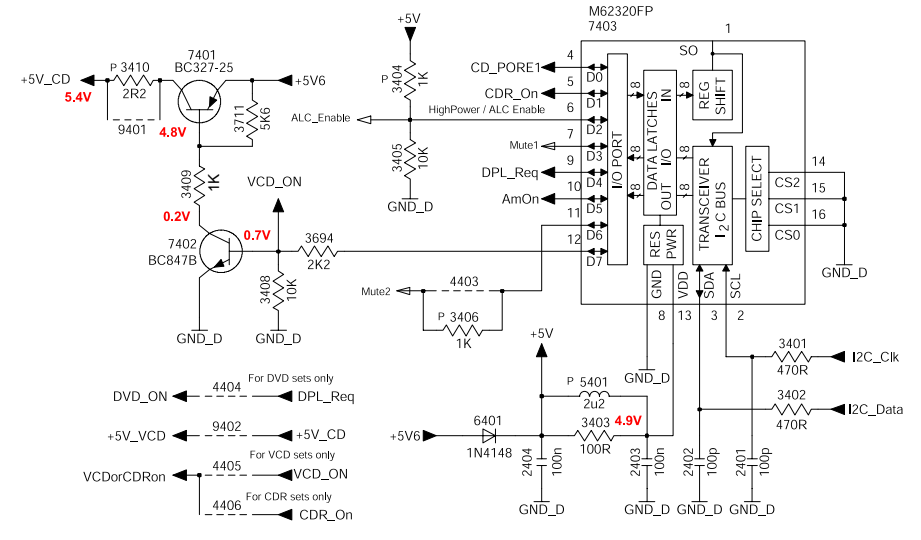 M62320FP
7403
1
SO
+5V
7401
BC327-25
P 3410
2R2
+5V_CD
5.4V
9401
4.8V
+5V6
3711
5K6
P 3404
1K
ALC_Enable
HighPower / ALC Enable
3405
10K
GND_D
4
CD_PORE1
D0
5
CDR_On
D1
6
D2
7
Mute1
D3
9
DPL_Req
D4
10
AmOn
D5
11
D6
12
D7
I/O PORT
8
8
8
DATA LATCHES
IN
I/O
OUT
8
8
8
REG
SHIFT
TRANSCEIVER
I2C BUS
CHIP SELECT
14
CS2
15
CS1
16
CS0
GND_D
RES
PWR
GND
VDD
SDA
SCL
8
13
3
2
3409
1K
0.2V
VCD_ON
0.7V
7402
BC847B
3694
2K2
3408
10K
GND_D
GND_D
Mute2
4403
P 3406
1K
GND_D
3401
470R
I2C_Clk
3402
470R
I2C_Data
+5V
P 5401
2u2
4.9V
+5V6
6401
1N4148
3403
100R
2404
100n
2403
100n
2402
100p
2401
100p
GND_D
GND_D
GND_D
GND_D
For DVD sets only
DVD_ON
4404
DPL_Req
+5V_VCD
9402
+5V_CD
For VCD sets only
VCDorCDRon
4405
VCD_ON
For CDR sets only
4406
CDR_On